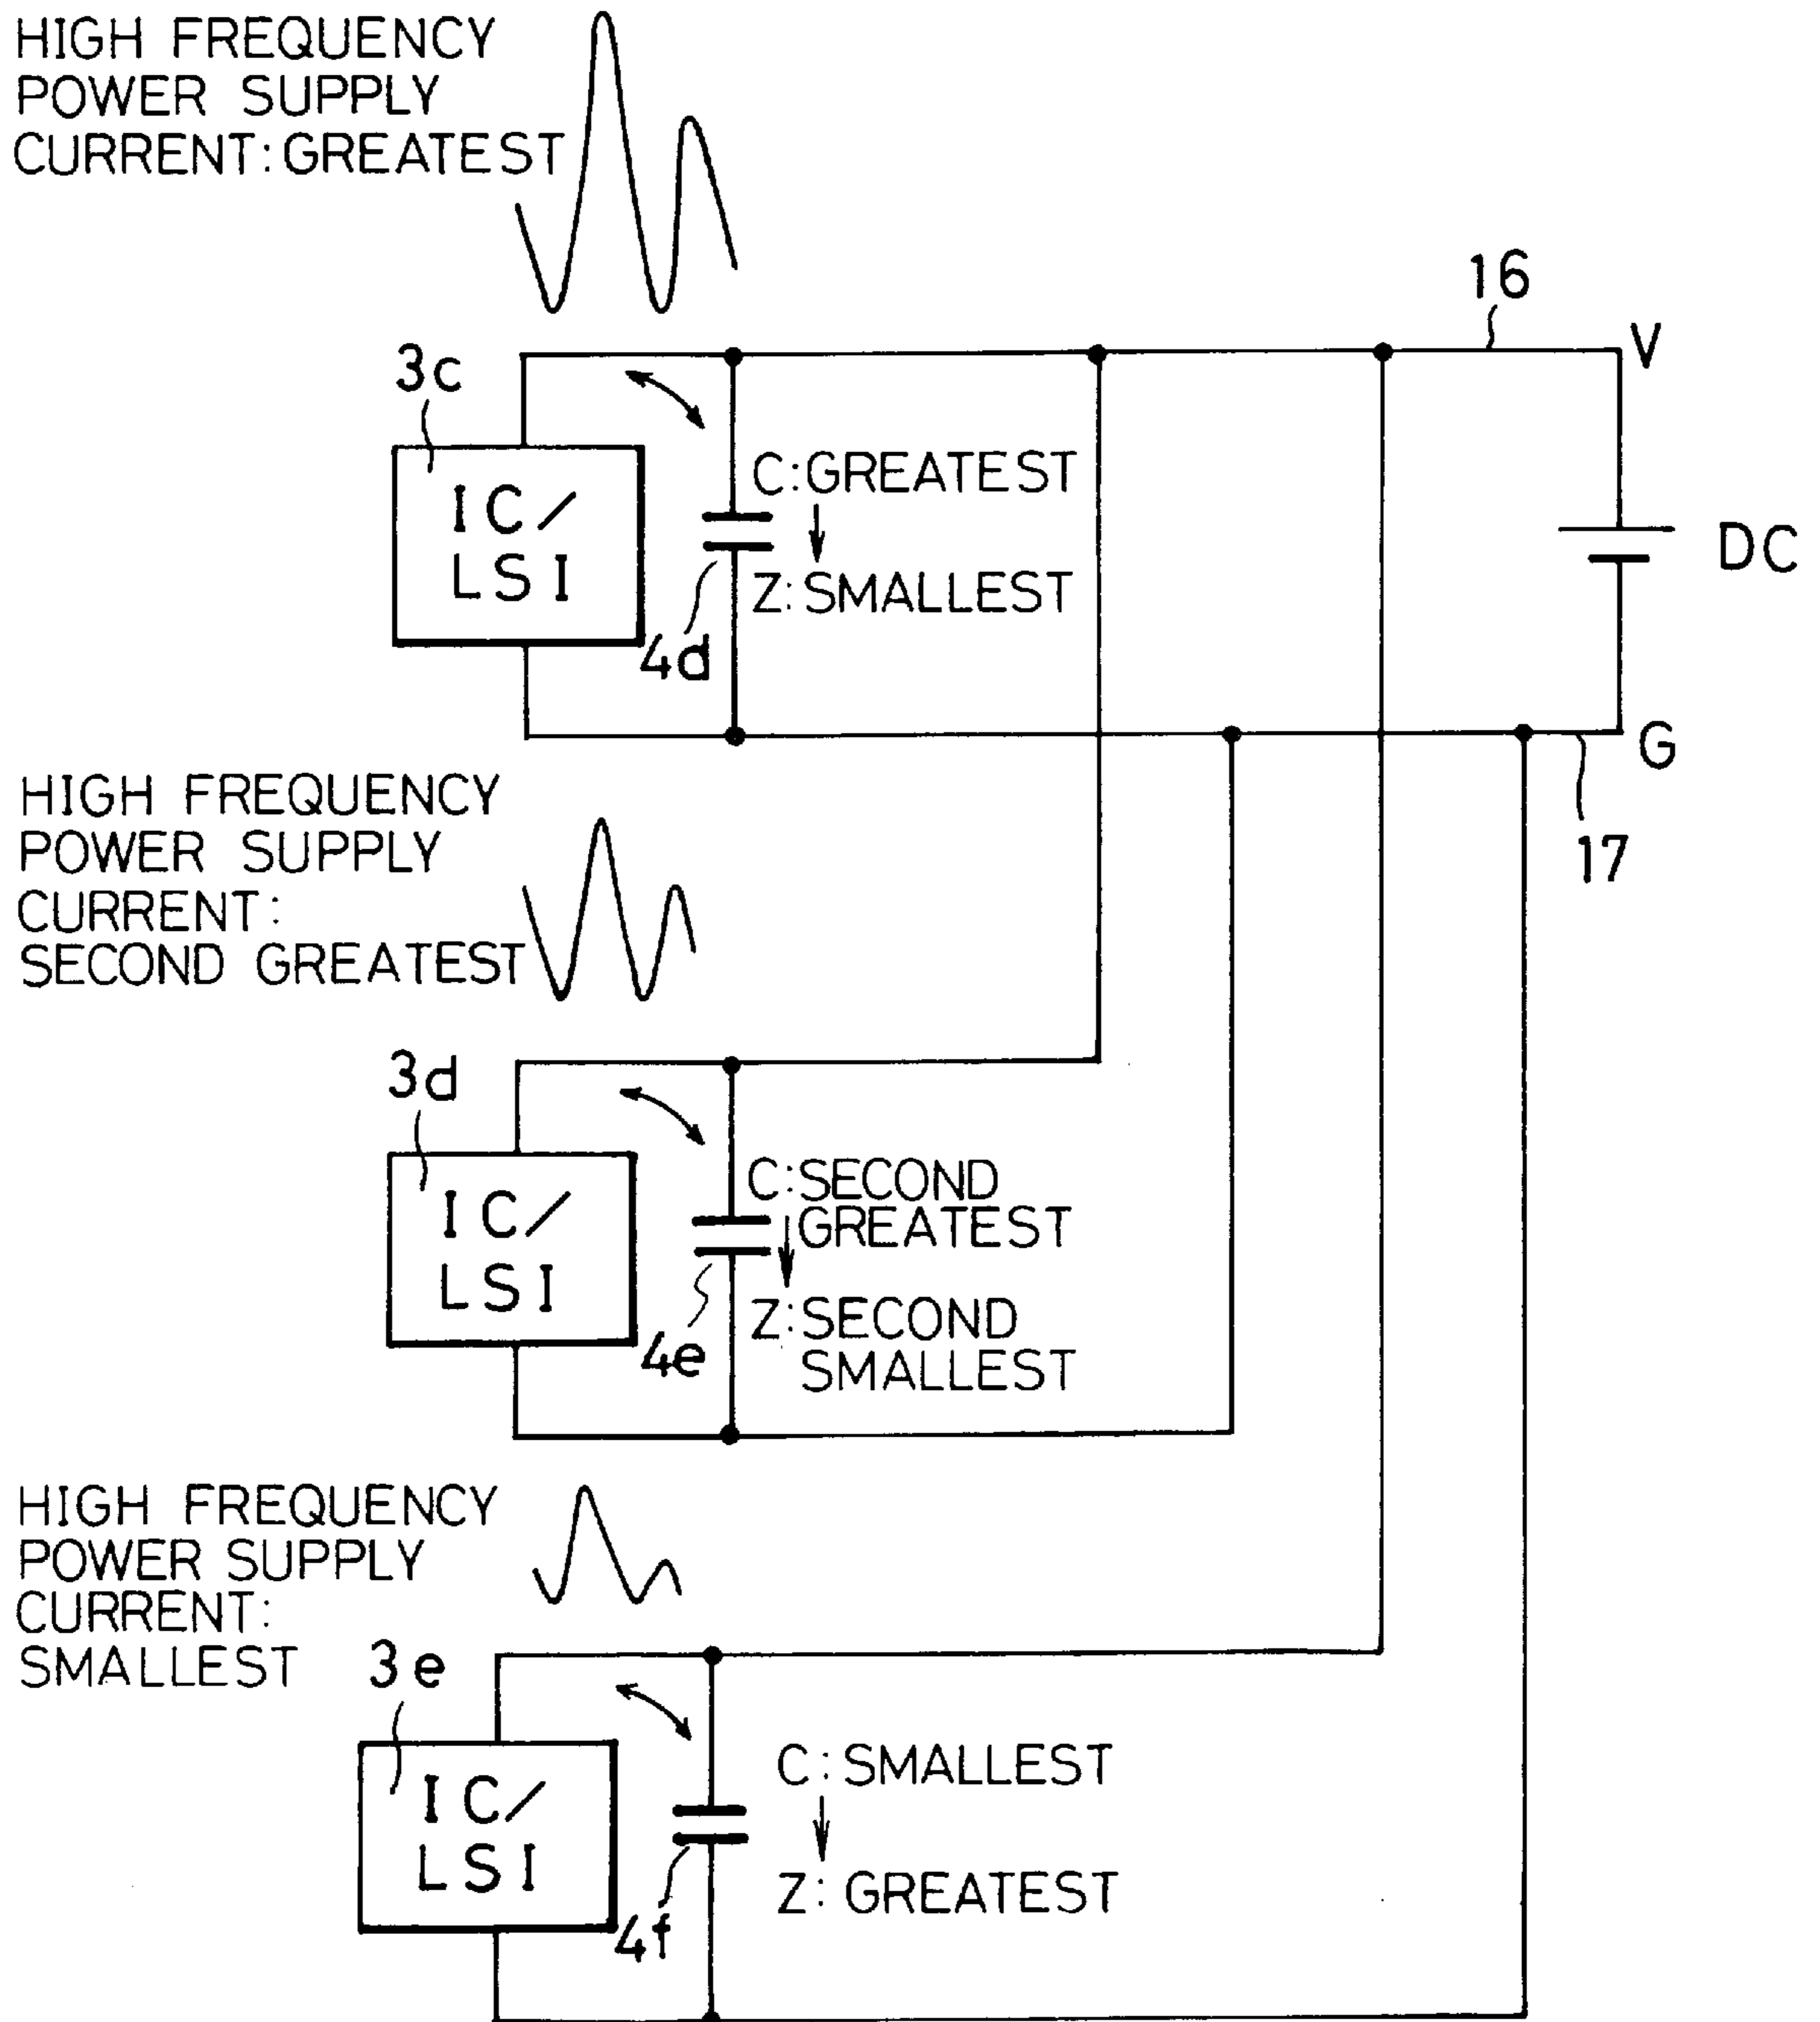 HIGH FREQUENCY
POWER SUPPLY
CURRENT: GREATEST
16
V
3c
IC/
LSI
C: GREATEST
Z: SMALLEST
4d
DC
G
17
HIGH FREQUENCY
POWER SUPPLY
CURRENT:
SECOND GREATEST
3d
IC/
LSI
C: SECOND
GREATEST
Z: SECOND
SMALLEST
4e
HIGH FREQUENCY
POWER SUPPLY
CURRENT:
SMALLEST
3e
IC/
LSI
C: SMALLEST
Z: GREATEST
4f